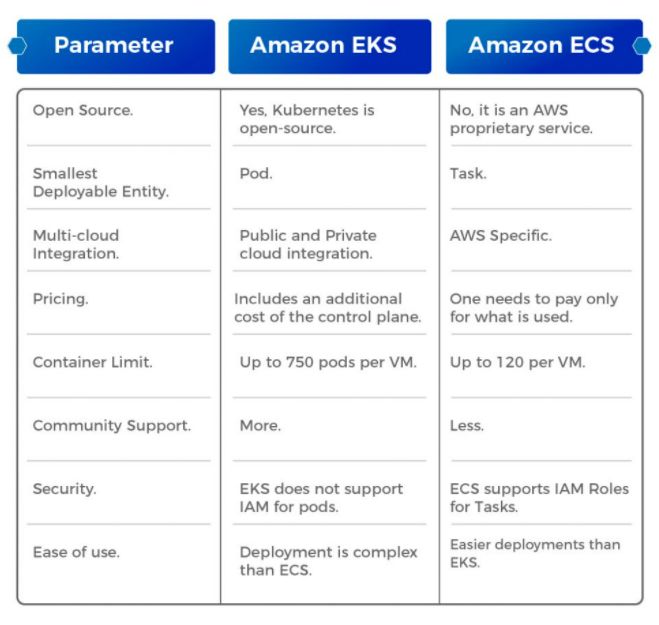 Parameter
Amazon EKS
Amazon ECS
Open Source.
Yes, Kubernetes is
open-source.
No, it is an AWS
proprietary service.
Smallest
Deployable Entity.
Pod.
Task.
Multi-cloud
Integration.
Public and Private
cloud integration.
AWS Specific.
Pricing.
Includes an additional
cost of the control plane.
One needs to pay only
for what is used.
Container Limit.
Up to 750 pods per VM.
Up to 120 per VM.
Community Support.
More.
Less.
Security.
EKS does not support
IAM for pods.
ECS supports IAM Roles
for Tasks.
Ease of use.
Deployment is complex
than ECS.
Easier deployments than
EKS.